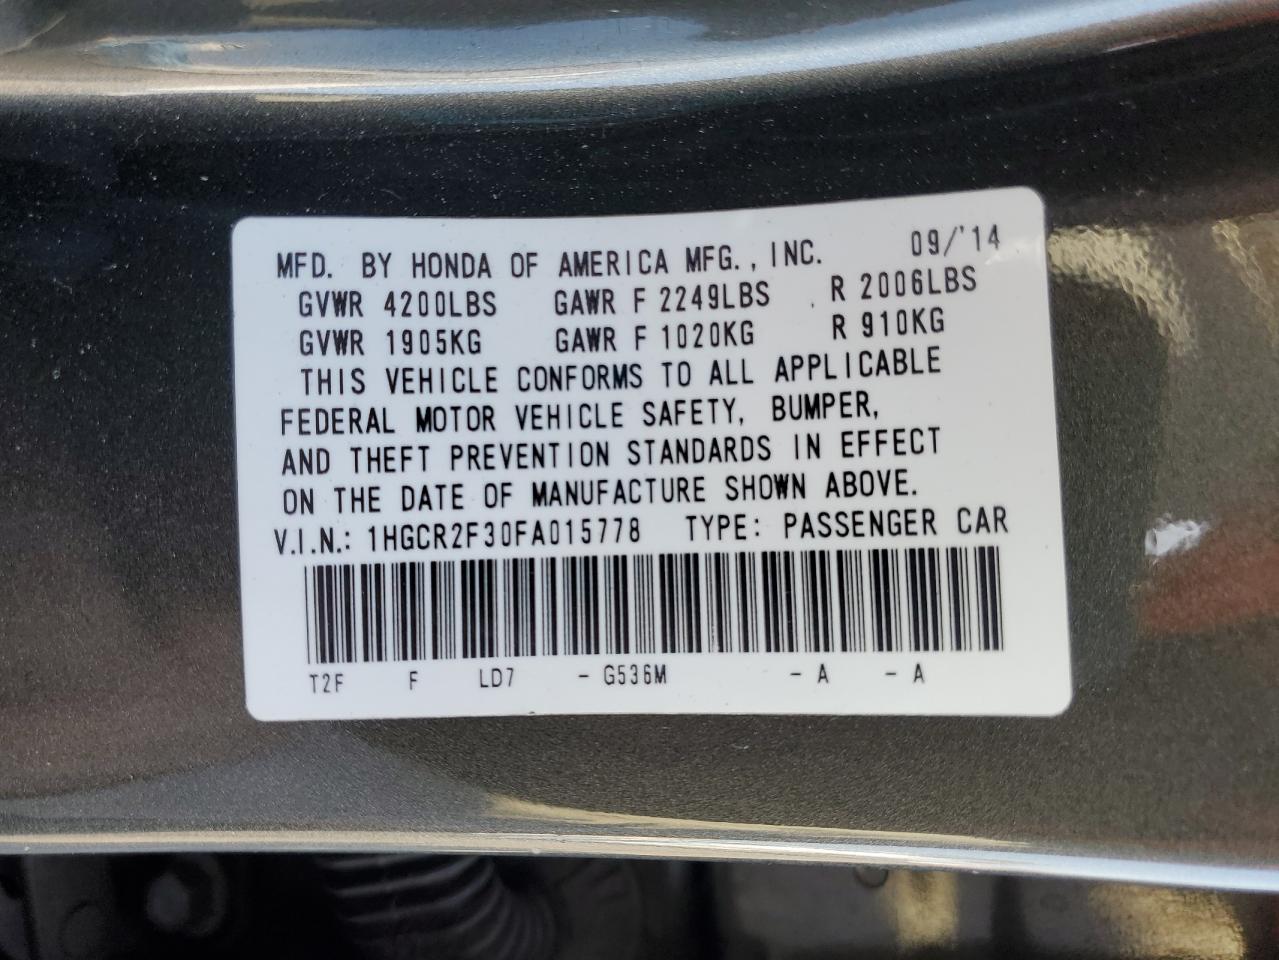 MFD. BY HONDA OF AMERICA MFG., INC. 09/'14
GVWR 4200LBS GAWR F 2249LBS R 2006LBS
GVWR 1905KG GAWR F 1020KG R 910KG
THIS VEHICLE CONFORMS TO ALL APPLICABLE
FEDERAL MOTOR VEHICLE SAFETY, BUMPER,
AND THEFT PREVENTION STANDARDS IN EFFECT
ON THE DATE OF MANUFACTURE SHOWN ABOVE.
V.I.N.: 1HGCR2F30FA015778 TYPE: PASSENGER CAR
T2F F LD7 - G536M - A - A